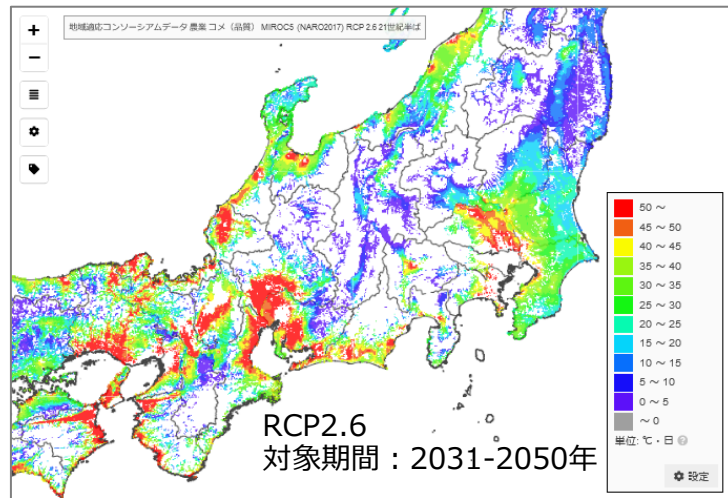 +
−
地域適応コンソーシアムデータ 農業 コメ（品質） MIROC5 (NARO2017) RCP 2.6 21世紀半ば
50 ～
45 ～ 50
40 ～ 45
35 ～ 40
30 ～ 35
25 ～ 30
20 ～ 25
15 ～ 20
10 ～ 15
5 ～ 10
0 ～ 5
～ 0
単位: ℃・日 ?
設定
RCP2.6
対象期間：2031-2050年